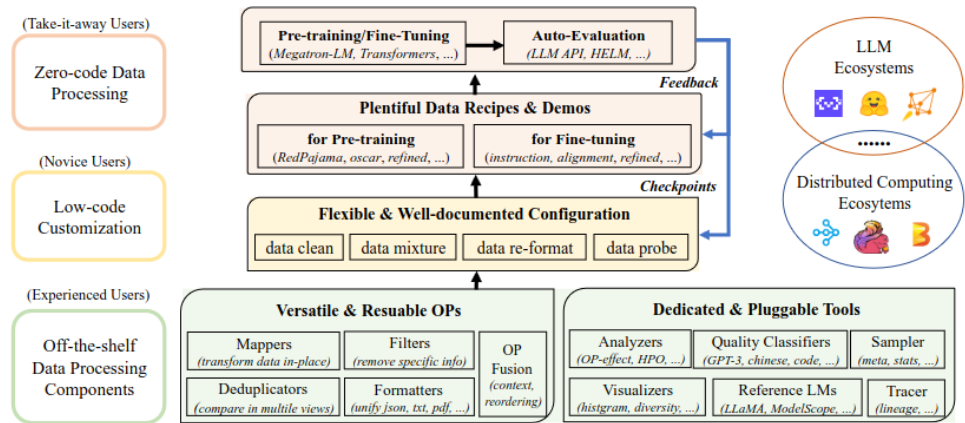 (Take-it-away Users)
Zero-code Data
Processing
(Novice Users)
Low-code
Customization
(Experienced Users)
Off-the-shelf
Data Processing
Components
Pre-training/Fine-Tuning
(Megatron-LM, Transformers, ...)
Auto-Evaluation
(LLM API, HELM, ...)
Feedback
Plentiful Data Recipes & Demos
for Pre-training
(RedPajama, oscar, refined, ...)
for Fine-tuning
(instruction, alignment, refined, ...)
Checkpoints
Flexible & Well-documented Configuration
data clean
data mixture
data re-format
data probe
Versatile & Resuable OPs
Mappers
(transform data in-place)
Filters
(remove specific info)
Deduplicators
(compare in multile views)
Formatters
(unify json, txt, pdf, ...)
OP
Fusion
(context,
reordering)
Dedicated & Pluggable Tools
Analyzers
(OP-effect, HPO, ...)
Quality Classifiers
(GPT-3, chinese, code, ...)
Sampler
(meta, stats, ...)
Visualizers
(histgram, diversity, ...)
Reference LMs
(LLaMA, ModelScope, ...)
Tracer
(lineage, ...)
LLM
Ecosystems
......
Distributed Computing
Ecosystems